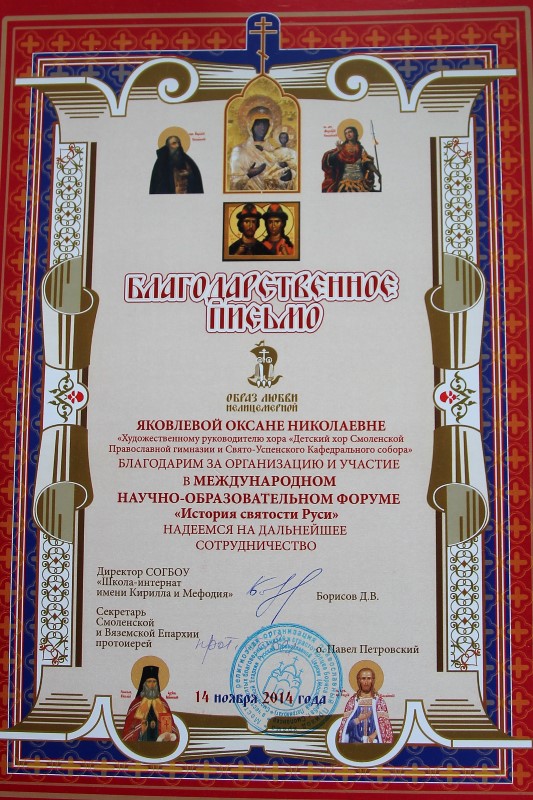 БЛАГОДАРСТВЕННОЕ
ПИСЬМО
ОБРАЗ ЛЮБВИ
НЕЛИЦЕМЕРНОЙ
ЯКОВЛЕВОЙ ОКСАНЕ НИКОЛАЕВНЕ
«Художественному руководителю хора «Детский хор Смоленской
Православной гимназии и Свято-Успенского Кафедрального собора»
БЛАГОДАРИМ ЗА ОРГАНИЗАЦИЮ И УЧАСТИЕ
В МЕЖДУНАРОДНОМ
НАУЧНО-ОБРАЗОВАТЕЛЬНОМ ФОРУМЕ
«История святости Руси»
НАДЕЕМСЯ НА ДАЛЬНЕЙШЕЕ
СОТРУДНИЧЕСТВО
Директор СОГБОУ
«Школа-интернат
имени Кирилла и Мефодия»
Борисов Д.В.
Секретарь
Смоленской
и Вяземской Епархии
протоиерей
прот.
о. Павел Петровский
14 ноября 2014 года